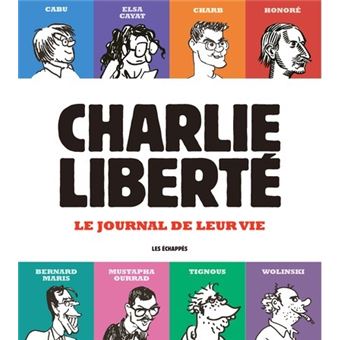 CABU
ELSA
CAYAT
CHARB
HONORÉ
CHARLIE
LIBERTÉ
LE JOURNAL DE LEUR VIE
LES ÉCHAPPÉS
BERNARD
MARIS
MUSTAPHA
OURRAD
TIGNOUS
WOLINSKI